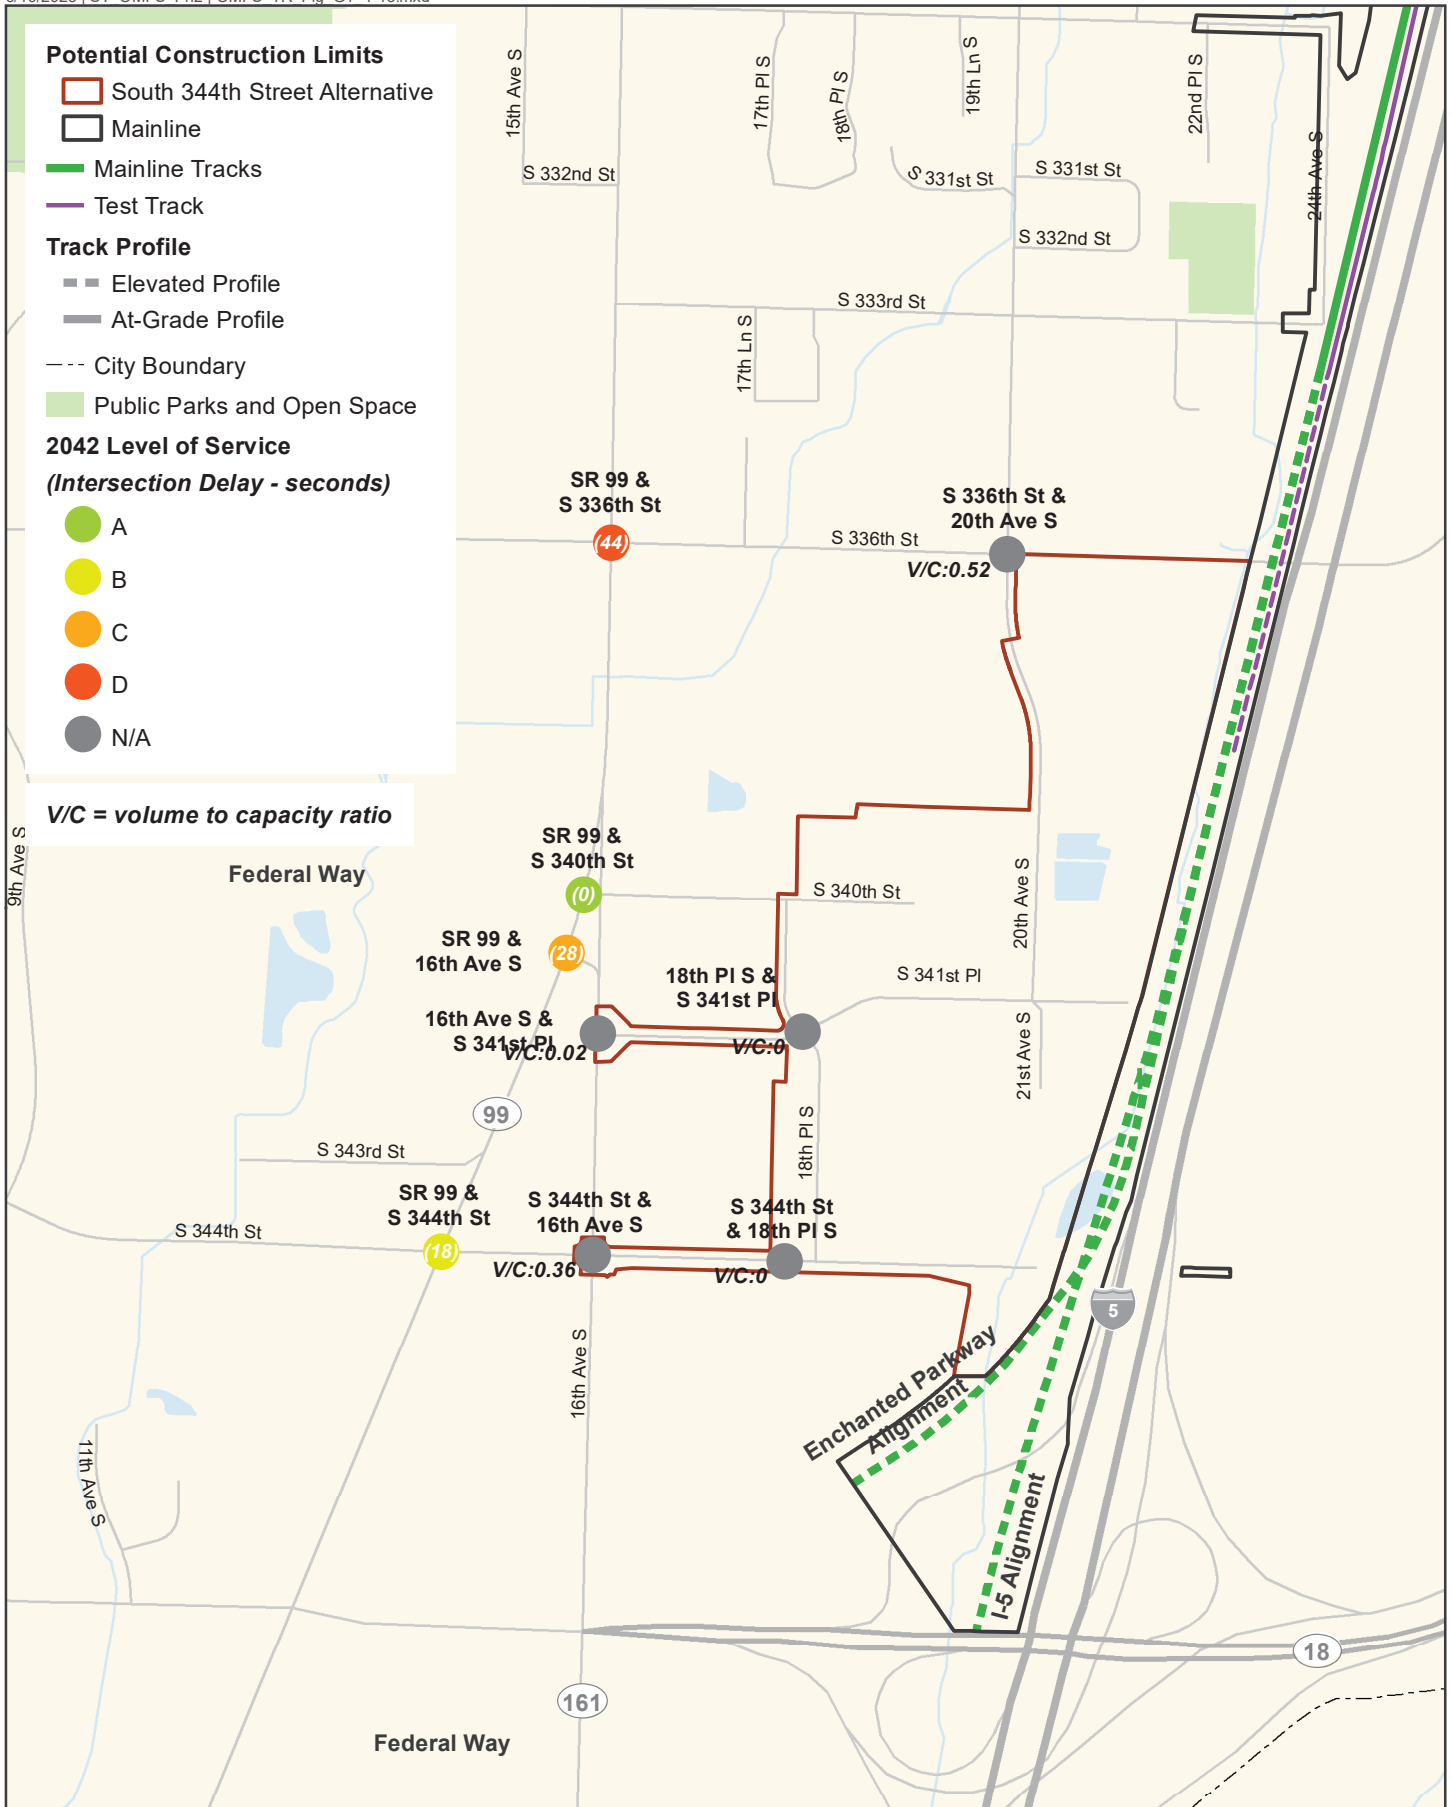 Potential Construction Limits
South 344th Street Alternative
Mainline
Mainline Tracks
Test Track
Track Profile
Elevated Profile
At-Grade Profile
City Boundary
Public Parks and Open Space
2042 Level of Service
(Intersection Delay - seconds)
A
B
C
D
N/A
V/C = volume to capacity ratio
15th Ave S
17th Pl S
18th Pl S
19th Ln S
22nd Pl S
24th Ave S
S 332nd St
S 331st St
S 331st St
S 332nd St
S 333rd St
17th Ln S
SR 99 &
S 336th St
(44)
S 336th St &
20th Ave S
S 336th St
V/C:0.52
9th Ave S
Federal Way
SR 99 &
S 340th St
(0)
S 340th St
20th Ave S
SR 99 &
16th Ave S
(28)
18th Pl S &
S 341st Pl
S 341st Pl
16th Ave S &
S 341st Pl
V/C:0.02
V/C:0
21st Ave S
99
S 343rd St
18th Pl S
SR 99 &
S 344th St
(18)
S 344th St &
16th Ave S
S 344th St
& 18th Pl S
S 344th St
V/C:0.36
V/C:0
5
16th Ave S
Enchanted Parkway
Alignment
11th Ave S
I-5 Alignment
18
161
Federal Way